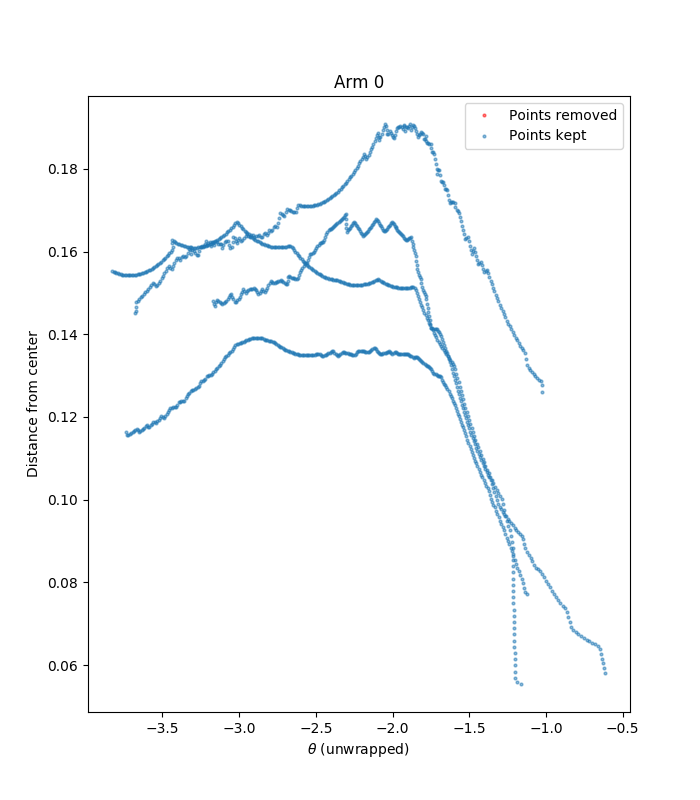 Arm 0
Points removed
Points kept
Distance from center
0.18
0.16
0.14
0.12
0.10
0.08
0.06
−3.5 −3.0 −2.5 −2.0 −1.5 −1.0 −0.5
θ (unwrapped)